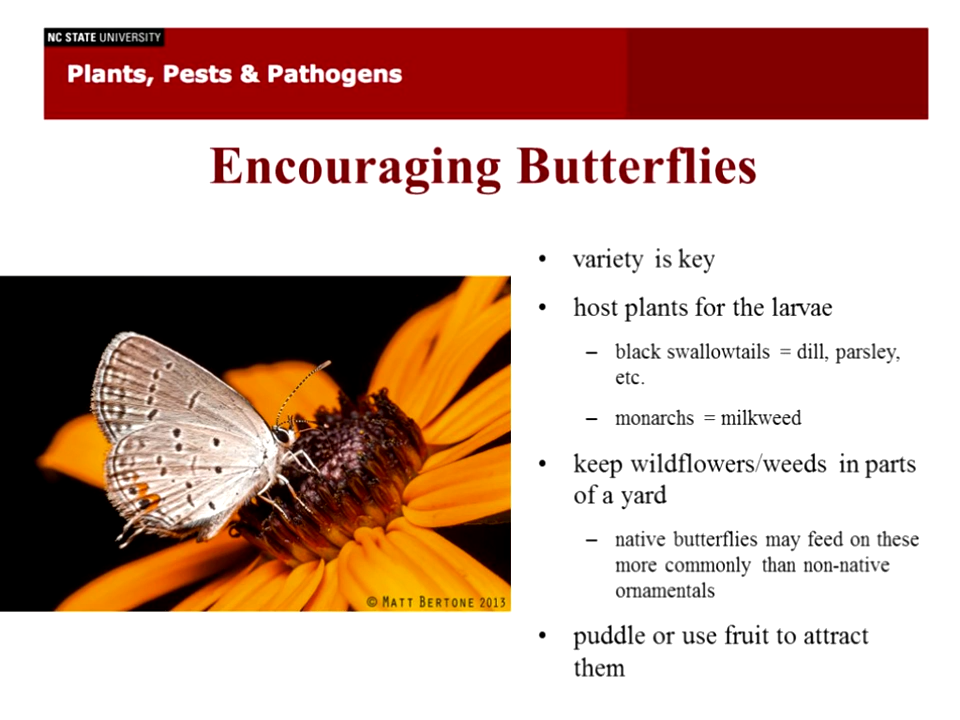 NC STATE UNIVERSITY
Plants, Pests & Pathogens
Encouraging Butterflies
• variety is key
• host plants for the larvae
– black swallowtails = dill, parsley,
etc.
– monarchs = milkweed
• keep wildflowers/weeds in parts
of a yard
– native butterflies may feed on these
more commonly than non-native
ornamentals
• puddle or use fruit to attract
them
© MATT BERTONE 2013